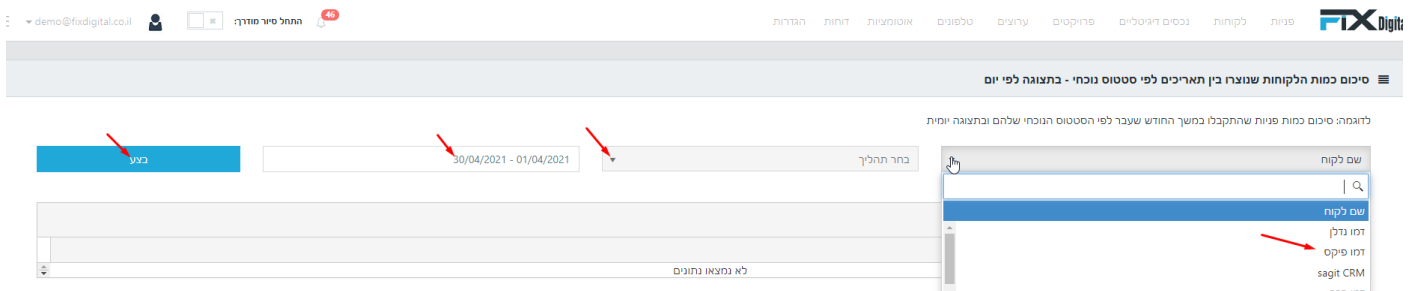 FIX Digita
פניות
לקוחות
נכסים דיגיטליים
פרויקטים
ערוצים
טלפונים
אוטומציות
דוחות
הגדרות
46
התחל סיור מודרך:
demo@fixdigital.co.il
סיכום כמות הלקוחות שנוצרו בין תאריכים לפי סטטוס נוכחי - בתצוגה לפי יום
לדוגמה: סיכום כמות פניות שהתקבלו במשך החודש שעבר לפי הסטטוס הנוכחי שלהם ובתצוגה יומית
שם לקוח
בחר תהליך
30/04/2021 - 01/04/2021
בצע
שם לקוח
דמו נדלן
דמו פיקס
sagit CRM
לא נמצאו נתונים